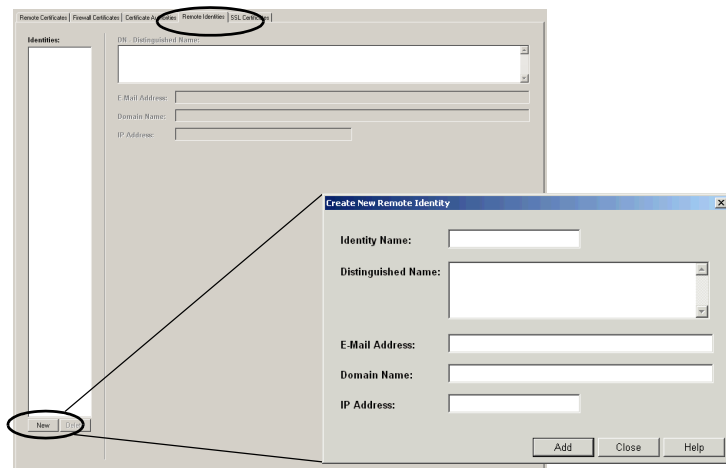 Remote Certificates | Firewall Certificates | Certificate Authorities | Remote Identities | SSL Certificates
Identities:
DN - Distinguished Name:
E-Mail Address:
Domain Name:
IP Address:
New
Delete
Create New Remote Identity
Identity Name:
Distinguished Name:
E-Mail Address:
Domain Name:
IP Address:
Add
Close
Help